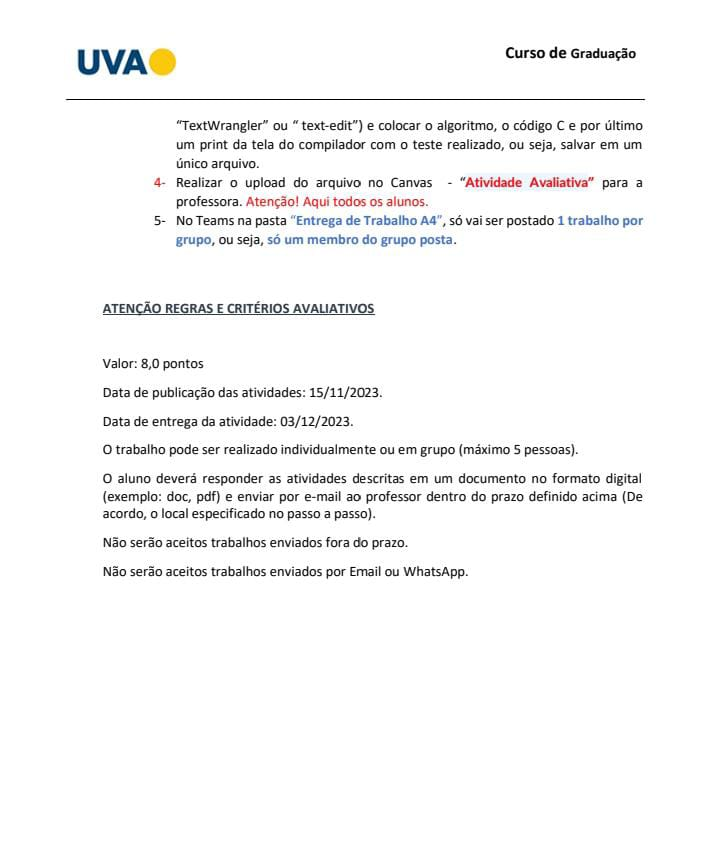 UVA
Curso de Graduação
“TextWrangler” ou “ text-edit”) e colocar o algoritmo, o código C e por último
um print da tela do compilador com o teste realizado, ou seja, salvar em um
único arquivo.
4- Realizar o upload do arquivo no Canvas - “Atividade Avaliativa” para a
professora. Atenção! Aqui todos os alunos.
5- No Teams na pasta “Entrega de Trabalho A4”, só vai ser postado 1 trabalho por
grupo, ou seja, só um membro do grupo posta.
ATENÇÃO REGRAS E CRITÉRIOS AVALIATIVOS
Valor: 8,0 pontos
Data de publicação das atividades: 15/11/2023.
Data de entrega da atividade: 03/12/2023.
O trabalho pode ser realizado individualmente ou em grupo (máximo 5 pessoas).
O aluno deverá responder as atividades descritas em um documento no formato digital
(exemplo: doc, pdf) e enviar por e-mail ao professor dentro do prazo definido acima (De
acordo, o local especificado no passo a passo).
Não serão aceitos trabalhos enviados fora do prazo.
Não serão aceitos trabalhos enviados por Email ou WhatsApp.